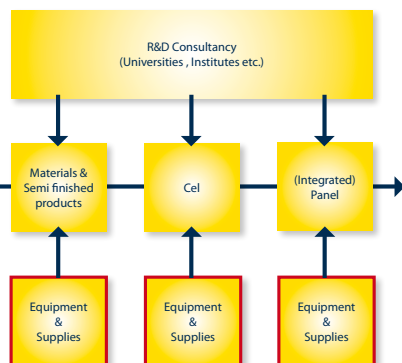 R&D Consultancy
(Universities , Institutes etc.)
Materials &
Semi finished
products
Cel
(Integrated)
Panel
Equipment
&
Supplies
Equipment
&
Supplies
Equipment
&
Supplies